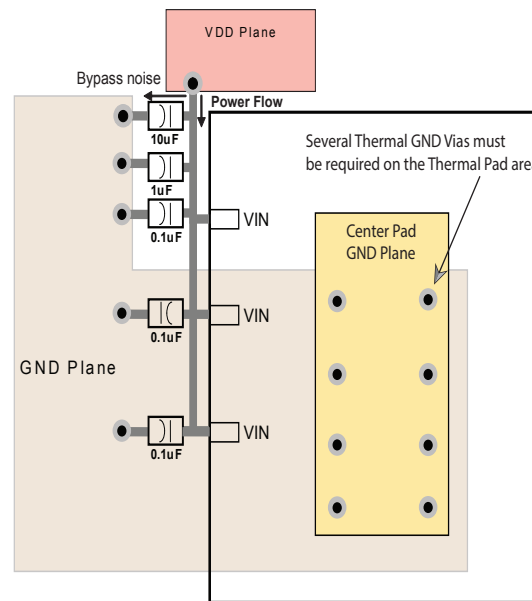 VDD Plane
Bypass noise
Power Flow
10uF
Several Thermal GND Vias must
be required on the Thermal Pad are
1uF
0.1uF
VIN
Center Pad
GND Plane
VIN
0.1uF
GND Plane
VIN
0.1uF